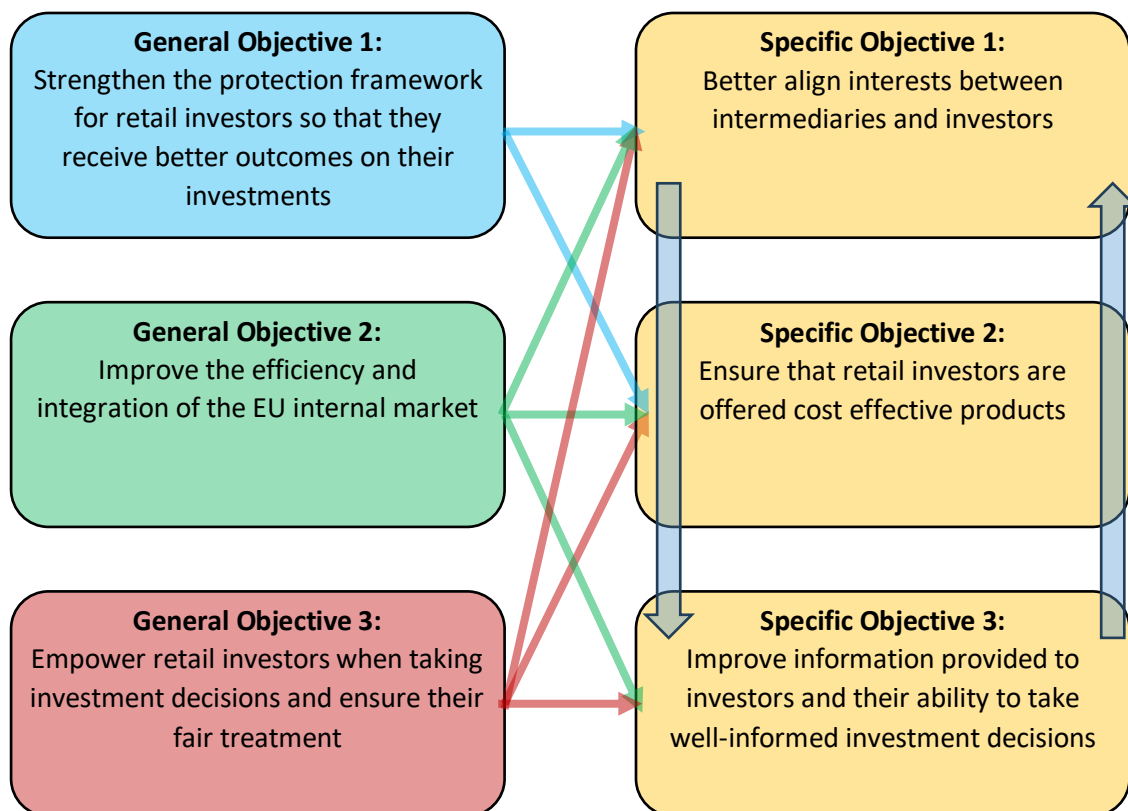 General Objective 1:
Strengthen the protection framework
for retail investors so that they
receive better outcomes on their
investments
Specific Objective 1:
Better align interests between
intermediaries and investors
General Objective 2:
Improve the efficiency and
integration of the EU internal market
Specific Objective 2:
Ensure that retail investors are
offered cost effective products
General Objective 3:
Empower retail investors when taking
investment decisions and ensure their
fair treatment
Specific Objective 3:
Improve information provided to
investors and their ability to take
well-informed investment decisions